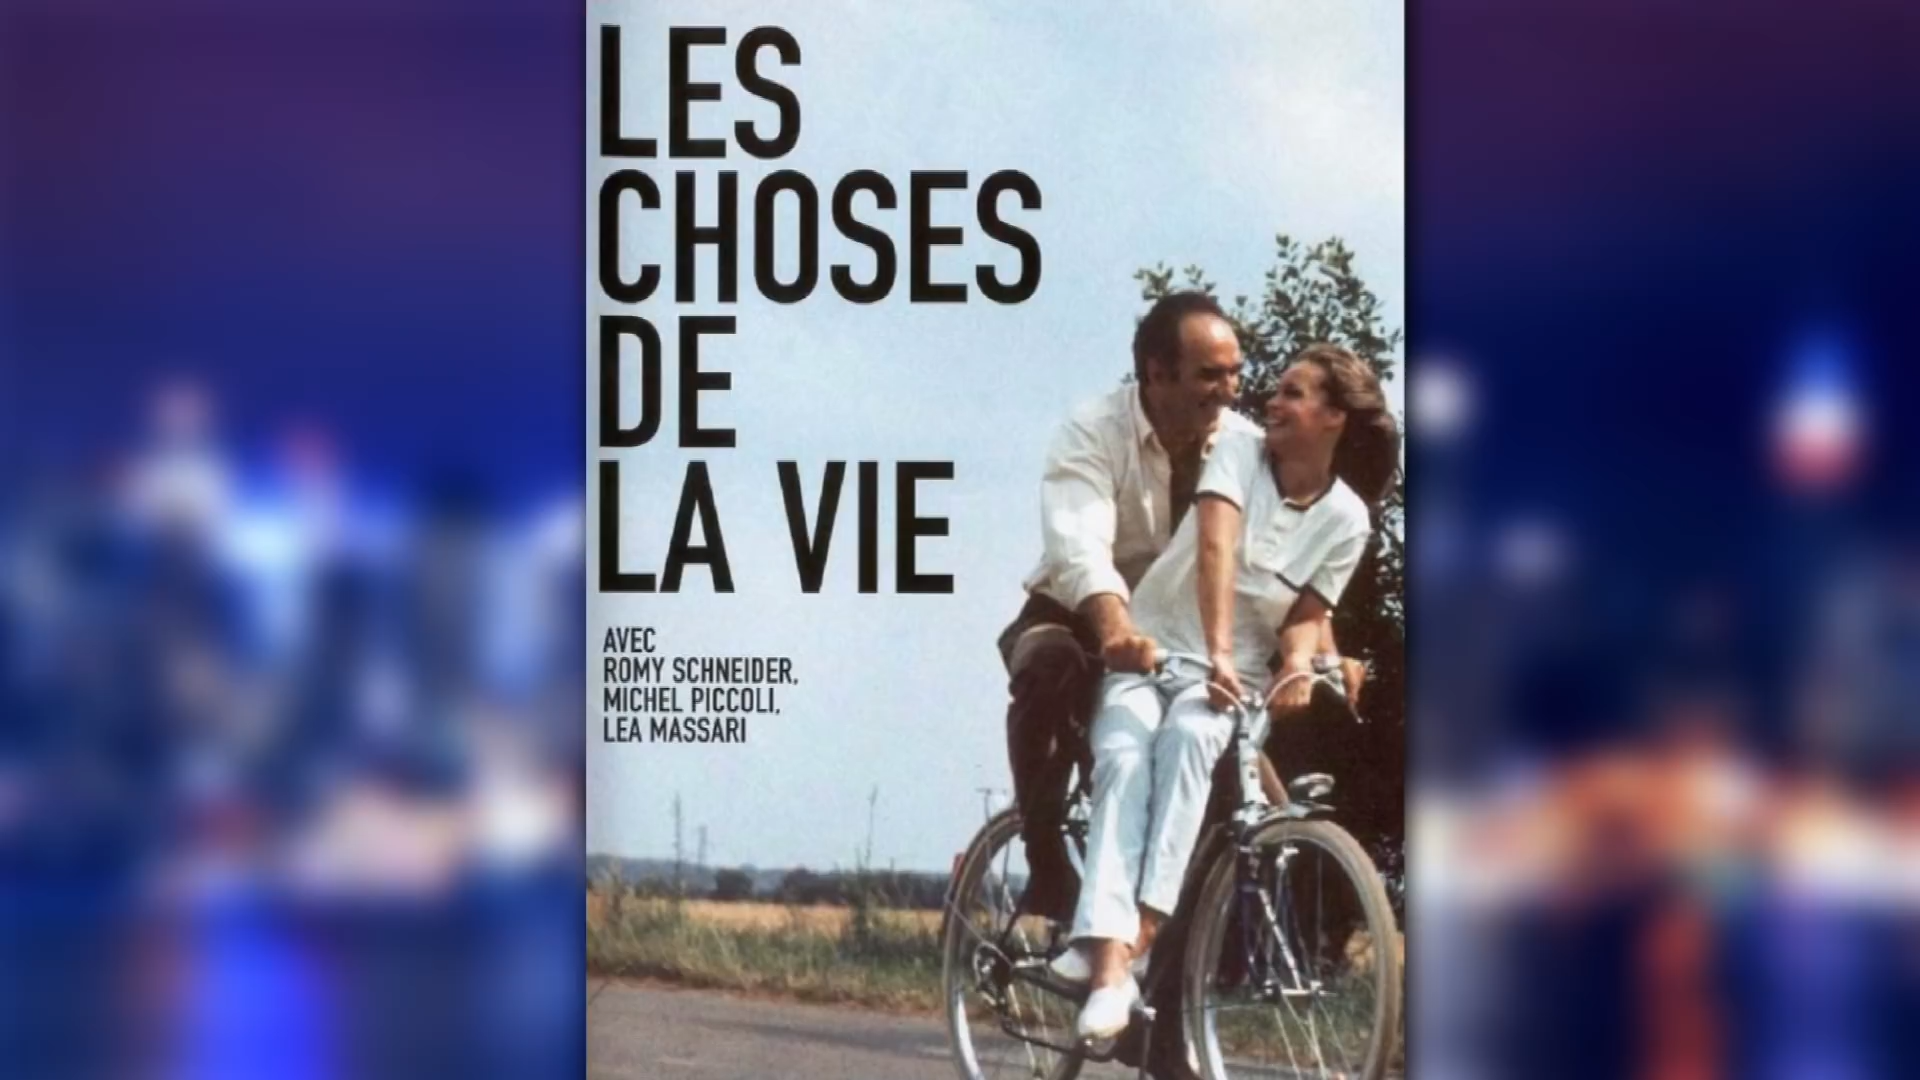 LES
CHOSES
DE
LA VIE
AVEC
ROMY SCHNEIDER,
MICHEL PICCOLI,
LEA MASSARI